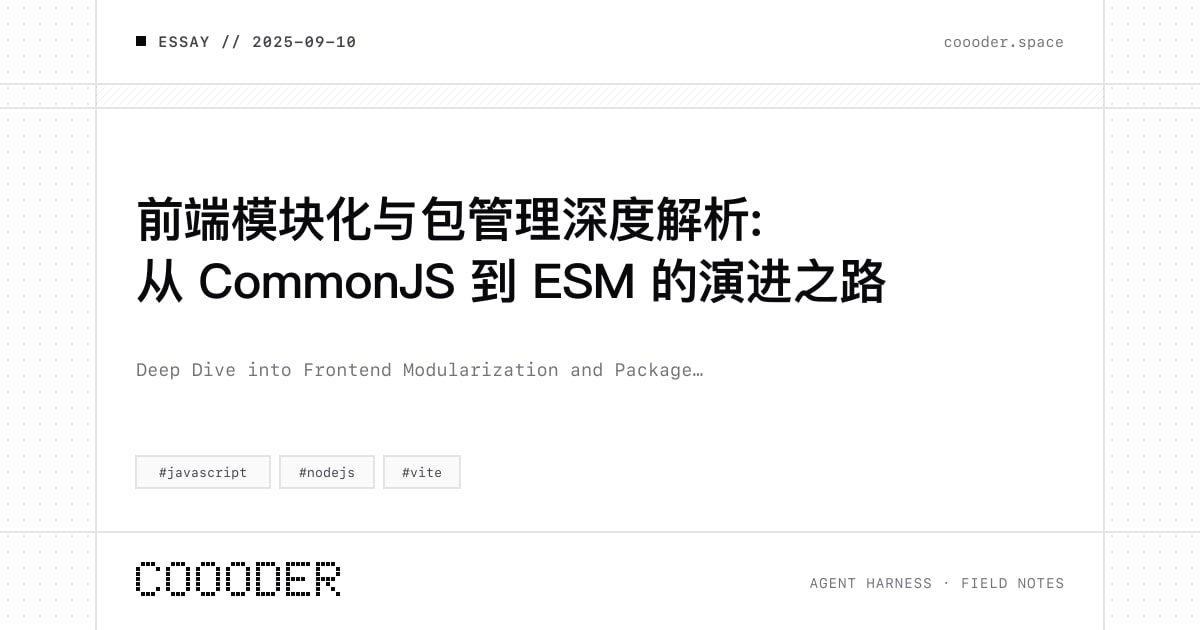 ESSAY // 2025-09-10
coooder.space
前端模块化与包管理深度解析:
从 CommonJS 到 ESM 的演进之路
Deep Dive into Frontend Modularization and Package…
#javascript
#nodejs
#vite
COOODER
AGENT HARNESS · FIELD NOTES